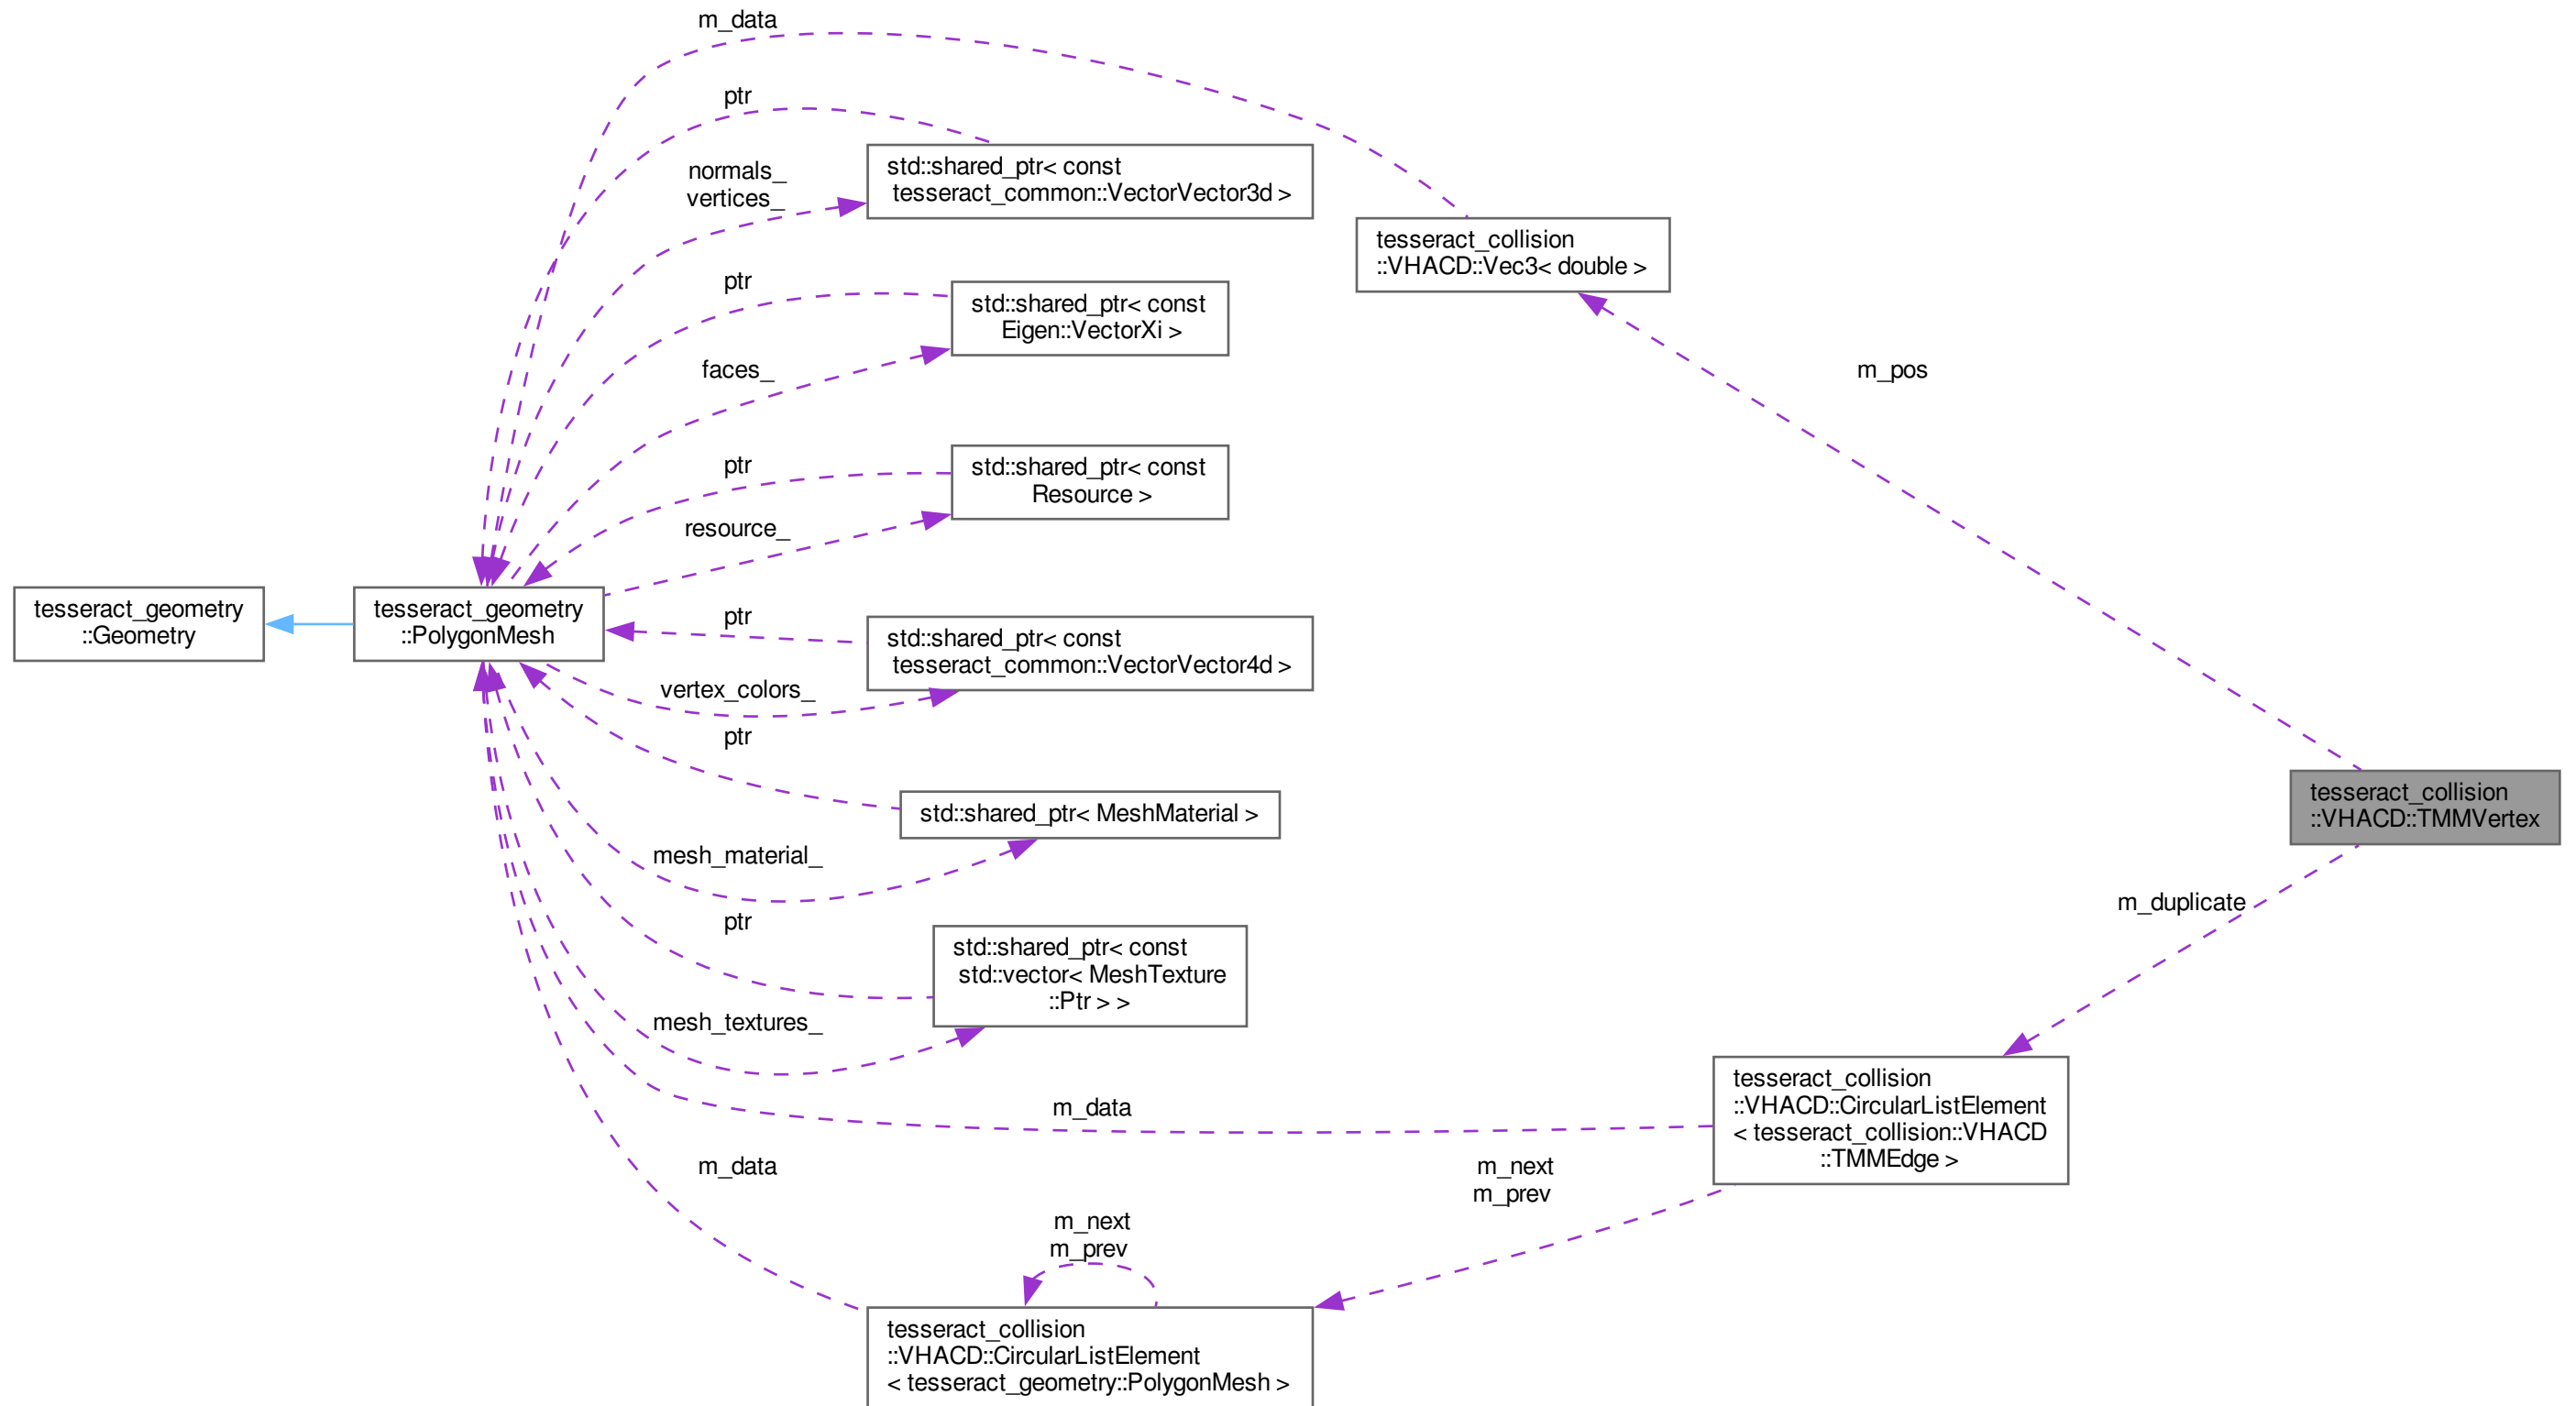 m_data
ptr
normals_
vertices_
std::shared_ptr< const
tesseract_common::VectorVector3d >
tesseract_collision
::VHACD::Vec3< double >
ptr
std::shared_ptr< const
Eigen::VectorXi >
faces_
m_pos
ptr
std::shared_ptr< const
Resource >
resource_
tesseract_geometry
::Geometry
tesseract_geometry
::PolygonMesh
ptr
std::shared_ptr< const
tesseract_common::VectorVector4d >
vertex_colors_
ptr
std::shared_ptr< MeshMaterial >
tesseract_collision
::VHACD::TMMVertex
mesh_material_
ptr
m_duplicate
std::shared_ptr< const
std::vector< MeshTexture
::Ptr > >
mesh_textures_
m_data
tesseract_collision
::VHACD::CircularListElement
< tesseract_collision::VHACD
::TMMEdge >
m_data
m_next
m_prev
m_next
m_prev
tesseract_collision
::VHACD::CircularListElement
< tesseract_geometry::PolygonMesh >